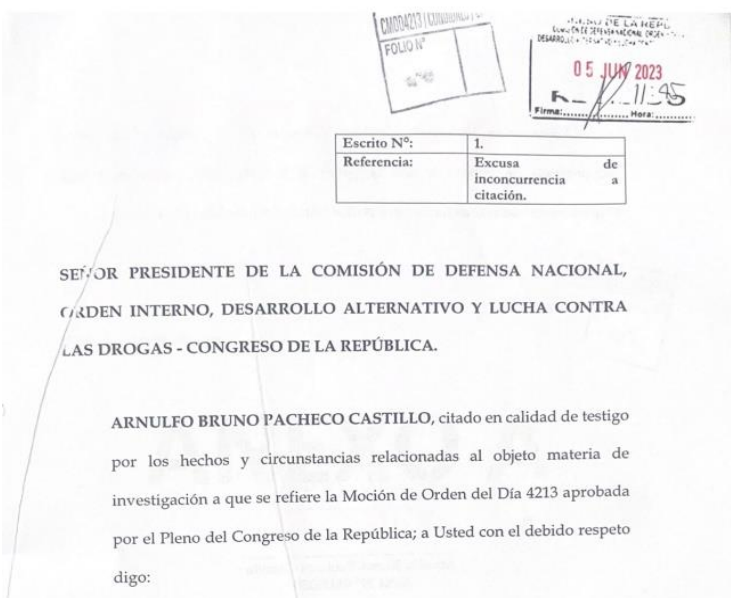 FOLIO Nº
05 JUN 2023
11:45
Firma:
Hora:
Escrito Nº: 1.
Referencia: Excusa de
inconcurrencia a
citación.
SEÑOR PRESIDENTE DE LA COMISIÓN DE DEFENSA NACIONAL,
ORDEN INTERNO, DESARROLLO ALTERNATIVO Y LUCHA CONTRA
LAS DROGAS - CONGRESO DE LA REPÚBLICA.
ARNULFO BRUNO PACHECO CASTILLO, citado en calidad de testigo
por los hechos y circunstancias relacionadas al objeto materia de
investigación a que se refiere la Moción de Orden del Día 4213 aprobada
por el Pleno del Congreso de la República; a Usted con el debido respeto
digo: